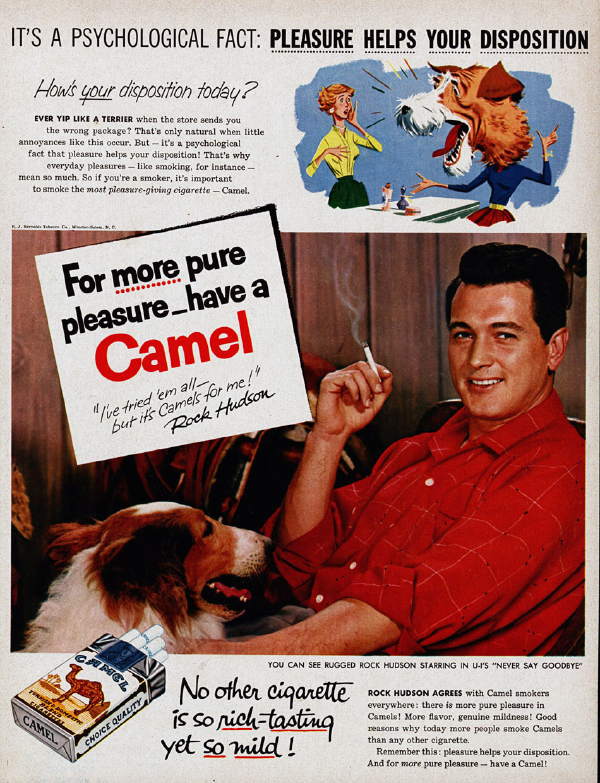 IT'S A PSYCHOLOGICAL FACT: PLEASURE HELPS YOUR DISPOSITION
How's your disposition today?
EVER YIP LIKE A TERRIER when the store sends you
the wrong package? That's only natural when little
annoyances like this occur. But — it's a psychological
fact that pleasure helps your disposition! That's why
everyday pleasures — like smoking, for instance —
mean so much. So if you're a smoker, it's important
to smoke the most pleasure-giving cigarette — Camel.
R. J. Reynolds Tobacco Co., Winston-Salem, N. C.
For more pure
pleasure_have a
Camel
"I've tried 'em all—
but it's Camels for me!"
Rock Hudson
YOU CAN SEE RUGGED ROCK HUDSON STARRING IN U-I'S "NEVER SAY GOODBYE"
CAMEL
CAMEL
CHOICE QUALITY
No other cigarette
is so rich-tasting
yet so mild!
ROCK HUDSON AGREES with Camel smokers
everywhere: there is more pure pleasure in
Camels! More flavor, genuine mildness! Good
reasons why today more people smoke Camels
than any other cigarette.
Remember this: pleasure helps your disposition.
And for more pure pleasure — have a Camel!